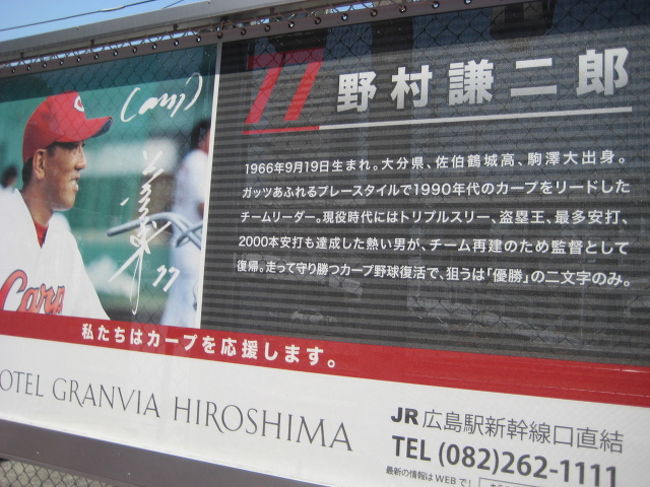 77 野村謙二郎
(Carp)
77
1966年9月19日生まれ。大分県、佐伯鶴城高、駒澤大出身。
ガッツあふれるプレースタイルで1990年代のカープをリードした
チームリーダー。現役時代にはトリプルスリー、盗塁王、最多安打、
2000本安打も達成した熱い男が、チーム再建のため監督として
復帰。走って守り勝つカープ野球復活で、狙うは「優勝」の二文字のみ。
Carp
私たちはカープを応援します。
OTEL GRANVIA HIROSHIMA
JR広島駅新幹線口直結
TEL (082)262-1111
最新の情報はWEBで!